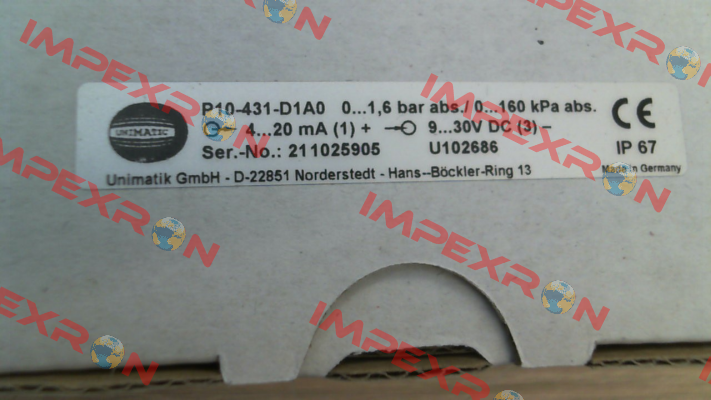 P10-431-D1A0 0...1,6 bar abs./ 0...160 kPa abs.
UNIMATIC
4...20 mA (1) + 9...30V DC (3) –
CE
Ser.-No.: 211025905 U102686 IP 67
Unimatik GmbH - D-22851 Norderstedt - Hans--Böckler-Ring 13 Made in Germany
IMPEXRON
IMPEXRON
IMPEXRON
IMPEXRON
IMPEXRON
IMPEXRON